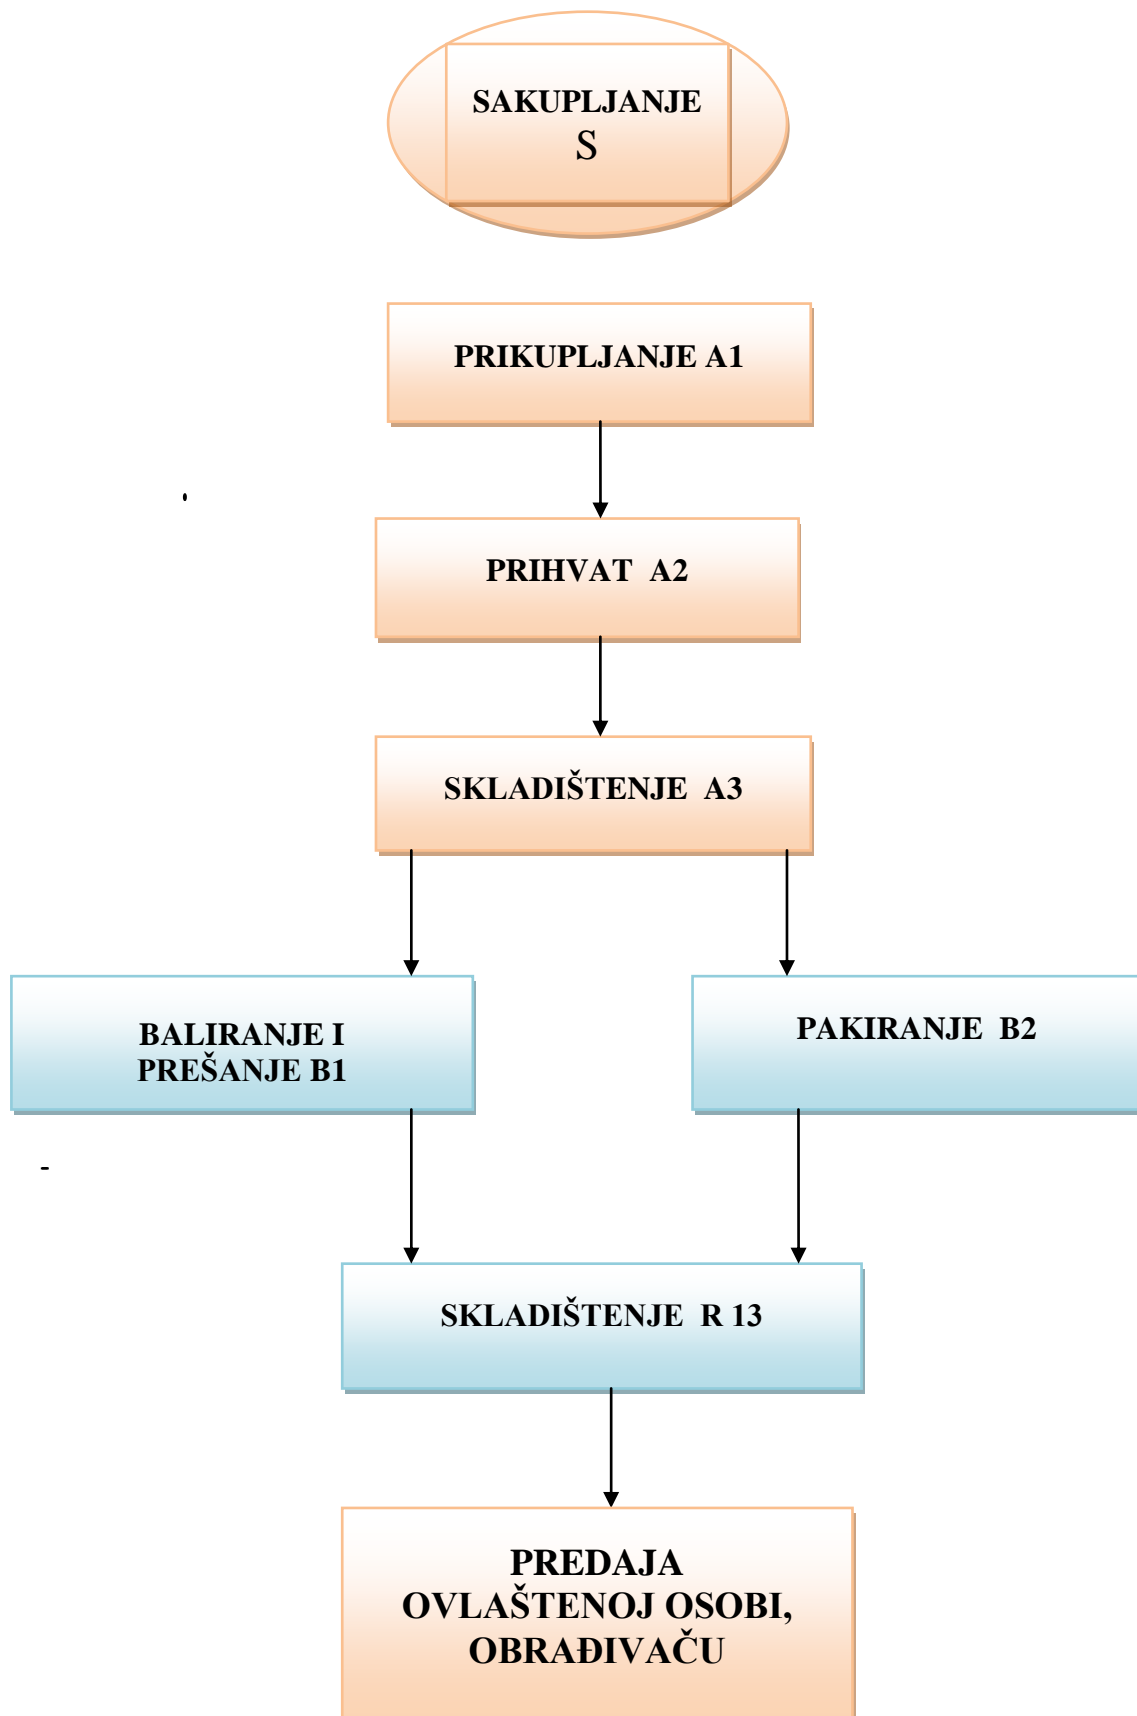 SAKUPLJANJE
S
PRIKUPLJANJE A1
PRIHVAT A2
SKLADIŠTENJE A3
BALIRANJE I
PREŠANJE B1
PAKIRANJE B2
-
SKLADIŠTENJE R 13
PREDAJA
OVLAŠTENOJ OSOBI,
OBRAĐIVAČU